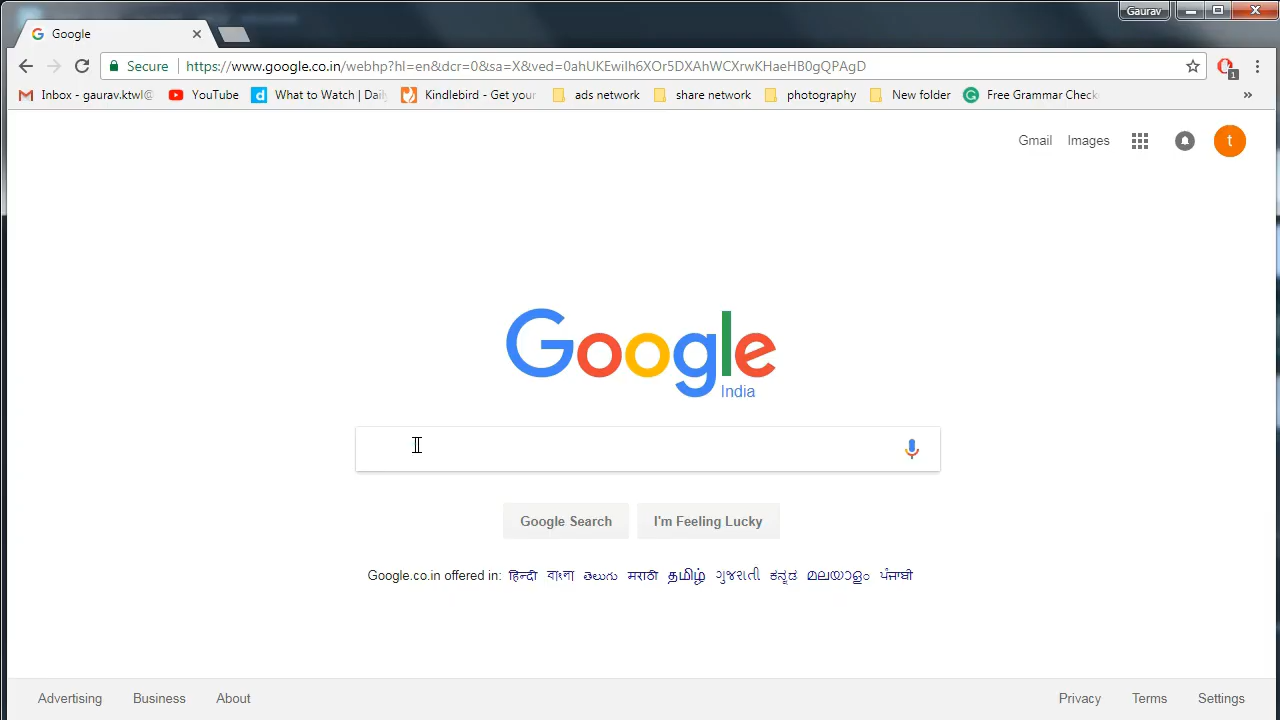 Gaurav
Google
Secure https://www.google.co.in/webhp?hl=en&dcr=0&sa=X&ved=0ahUKEwiIh6XOr5DXAhWCXrwKHaeHB0gQPAgD
1
Inbox - gaurav.ktwl@ YouTube What to Watch | Dail Kindlebird - Get your ads network share network photography New folder Free Grammar Check »
Gmail Images t
Google
India
Google Search I'm Feeling Lucky
Google.co.in offered in: हिन्दी বাংলা తెలుగు मराठी தமிழ் ગુજરાતી ಕನ್ನಡ മലയാളം ਪੰਜਾਬੀ
Advertising Business About Privacy Terms Settings